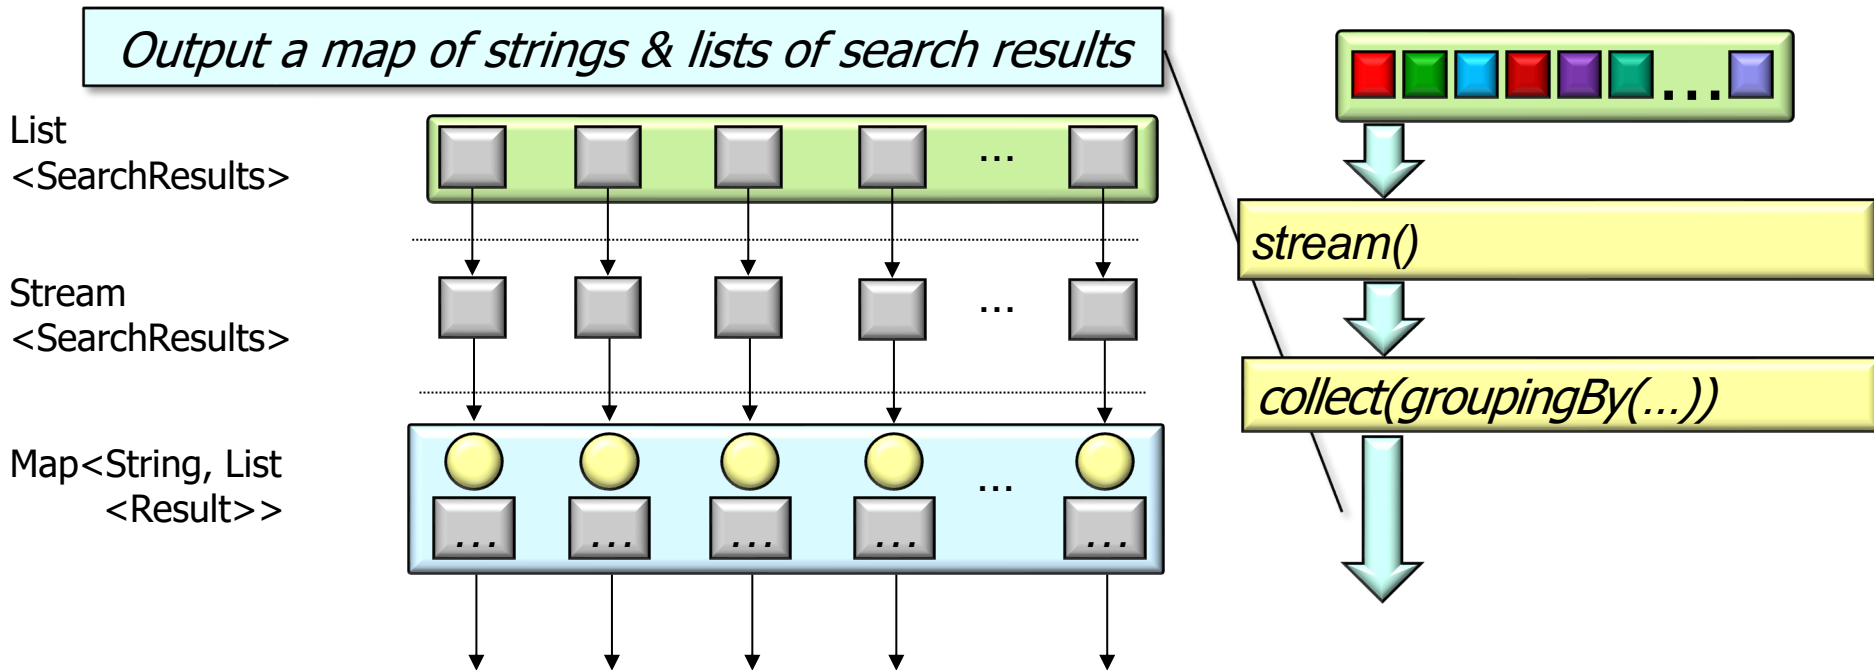 Output a map of strings & lists of search results
List
<SearchResults>
...
...
stream()
Stream
<SearchResults>
...
collect(groupingBy(...))
Map<String, List
<Result>>
...
... ... ... ... ...